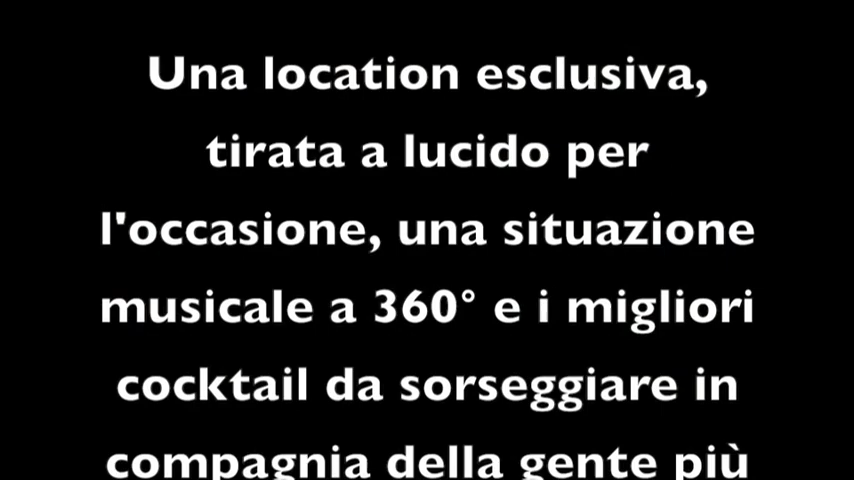 Una location esclusiva,
tirata a lucido per
l'occasione, una situazione
musicale a 360° e i migliori
cocktail da sorseggiare in
compagnia della gente più